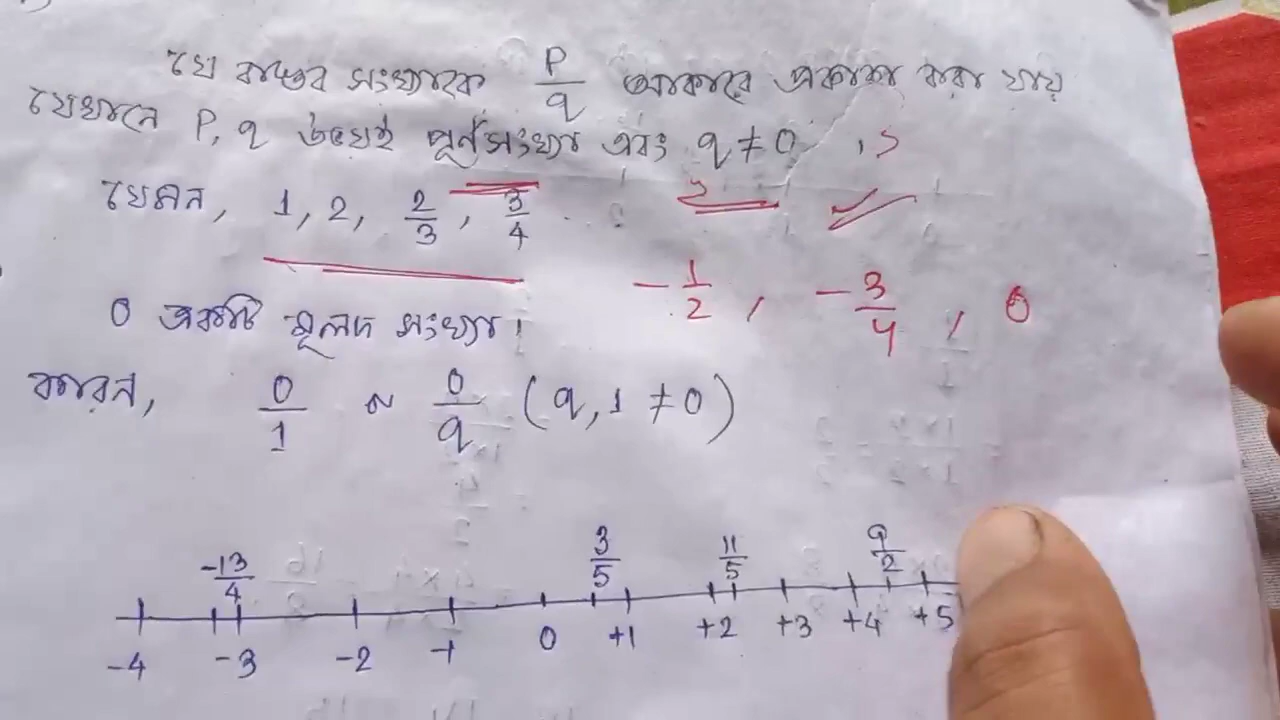 যে বাস্তব সংখ্যাকে P/q আকারে প্রকাশ করা যায়
যেখানে P, q উভয়েই পূর্ণসংখ্যা এবং q ≠ 0
যেমন, 1, 2, 2/3, 3/4
-1/2, -3/4, 0
0 একটি মূলদ সংখ্যা।
কারন, 0/1 ~ 0/q (q, 1 ≠ 0)
-13/4 3/5 11/5 9/2
-4 -3 -2 -1 0 +1 +2 +3 +4 +5